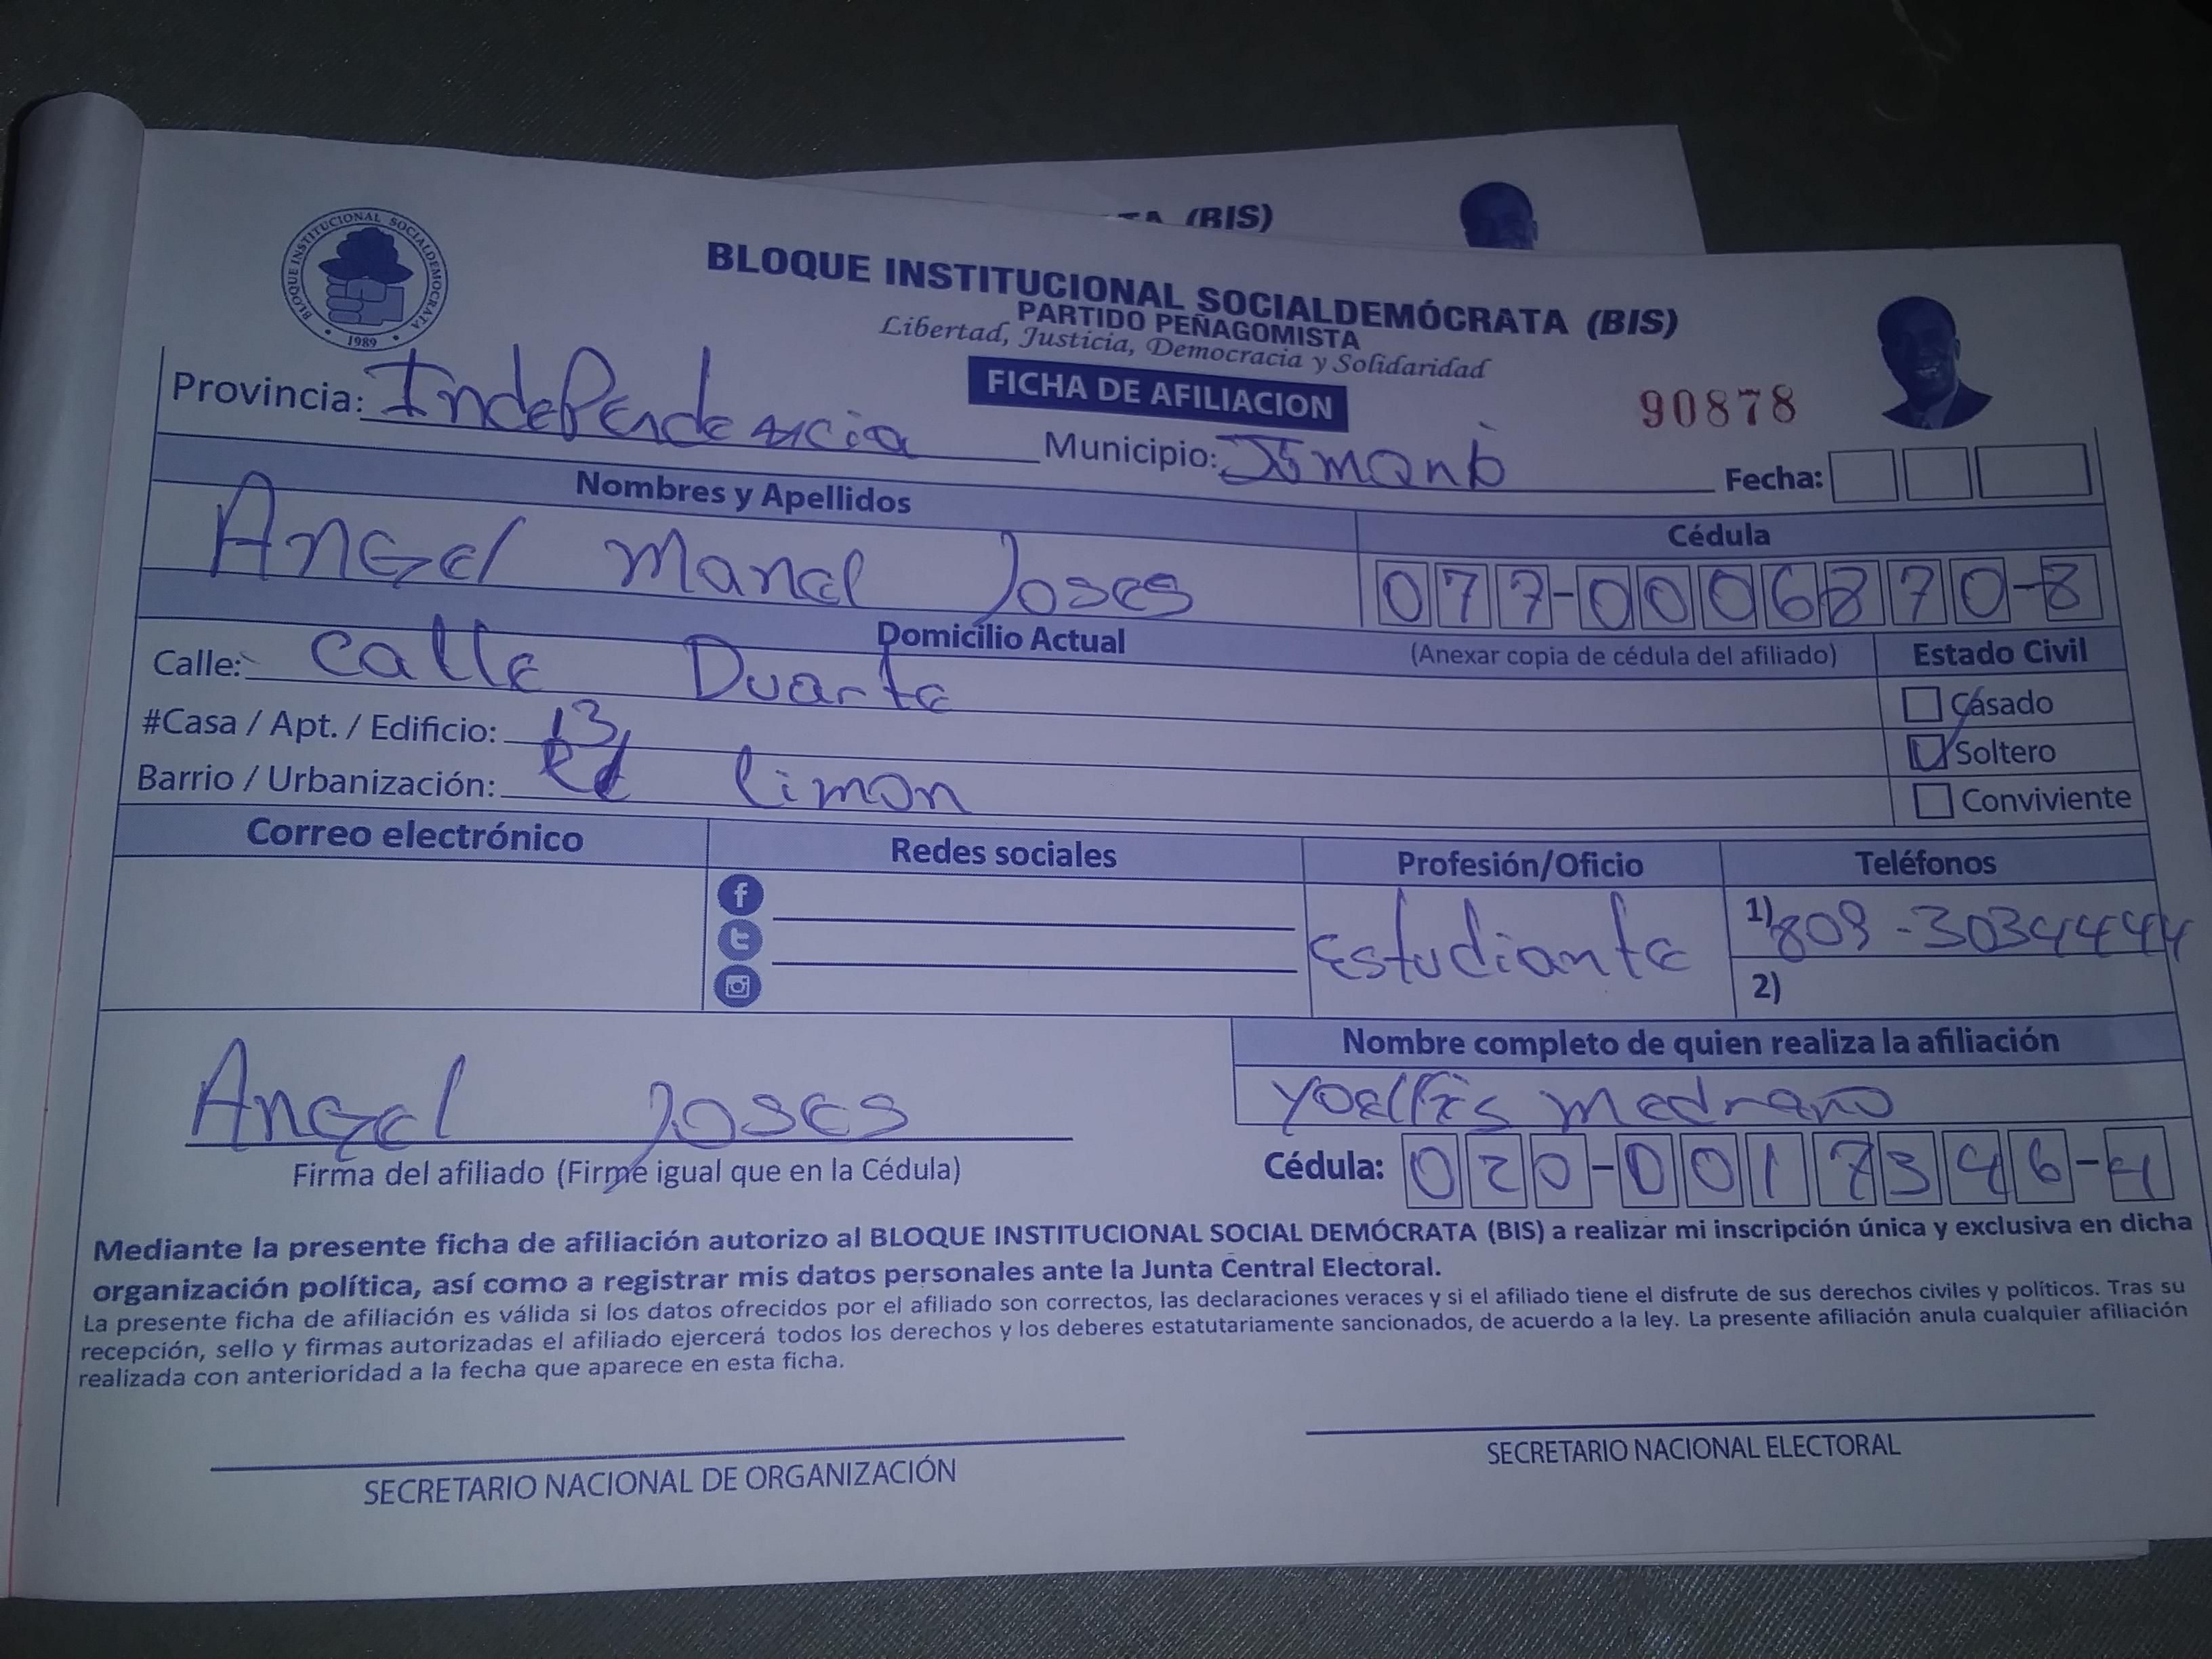 TA (BIS)
BLOQUE INSTITUCIONAL SOCIALDEMOCRATA
1989
BLOQUE INSTITUCIONAL SOCIALDEMÓCRATA (BIS)
PARTIDO PEÑAGOMISTA
Libertad, Justicia, Democracia y Solidaridad
FICHA DE AFILIACION
90878
Provincia: IndePendencia Municipio: Jimani Fecha:
Nombres y Apellidos Cédula
Angel Manel Joses 077-0006870-8
Domicilio Actual (Anexar copia de cédula del afiliado) Estado Civil
Calle: Calle Duarte
#Casa / Apt. / Edificio: 13
Barrio / Urbanización: El limon
Casado
Soltero
Conviviente
Correo electrónico Redes sociales Profesión/Oficio Teléfonos
Estudiante 1) 809-3034444
2)
Angel Joses
Firma del afiliado (Firme igual que en la Cédula)
Nombre completo de quien realiza la afiliación
Medrano
Cédula: 020-0017346-4
Mediante la presente ficha de afiliación autorizo al BLOQUE INSTITUCIONAL SOCIAL DEMÓCRATA (BIS) a realizar mi inscripción única y exclusiva en dicha
organización política, así como a registrar mis datos personales ante la Junta Central Electoral.
La presente ficha de afiliación es válida si los datos ofrecidos por el afiliado son correctos, las declaraciones veraces y si el afiliado tiene el disfrute de sus derechos civiles y políticos. Tras su
recepción, sello y firmas autorizadas el afiliado ejercerá todos los derechos y los deberes estatutariamente sancionados, de acuerdo a la ley. La presente afiliación anula cualquier afiliación
realizada con anterioridad a la fecha que aparece en esta ficha.
SECRETARIO NACIONAL DE ORGANIZACIÓN
SECRETARIO NACIONAL ELECTORAL